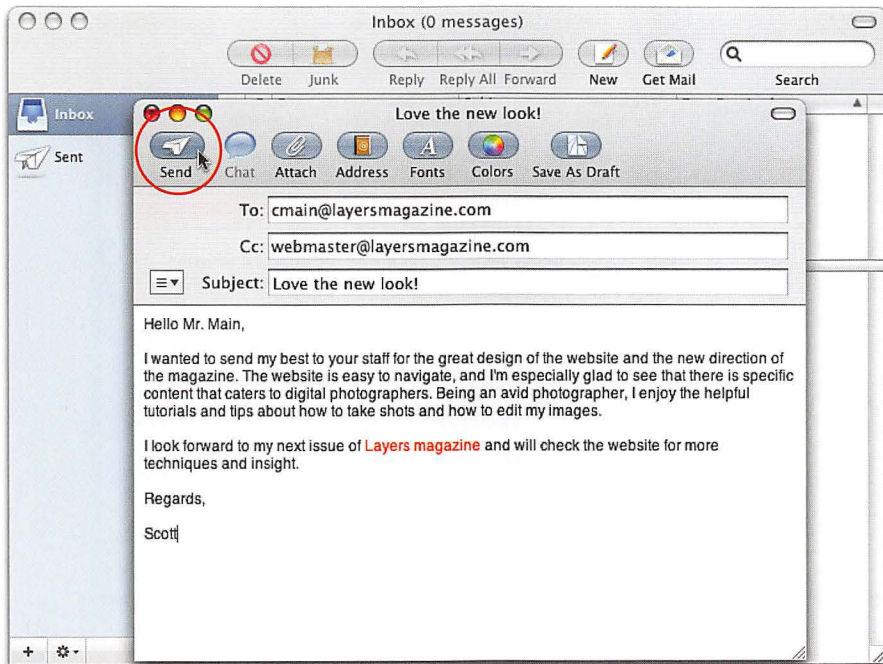 Inbox (0 messages)
Delete Junk Reply Reply All Forward New Get Mail Search
Inbox
Sent
Love the new look!
Send Chat Attach Address Fonts Colors Save As Draft
To: cmain@layersmagazine.com
Cc: webmaster@layersmagazine.com
Subject: Love the new look!
Hello Mr. Main,
I wanted to send my best to your staff for the great design of the website and the new direction of
the magazine. The website is easy to navigate, and I'm especially glad to see that there is specific
content that caters to digital photographers. Being an avid photographer, I enjoy the helpful
tutorials and tips about how to take shots and how to edit my images.
I look forward to my next issue of Layers magazine and will check the website for more
techniques and insight.
Regards,
Scott